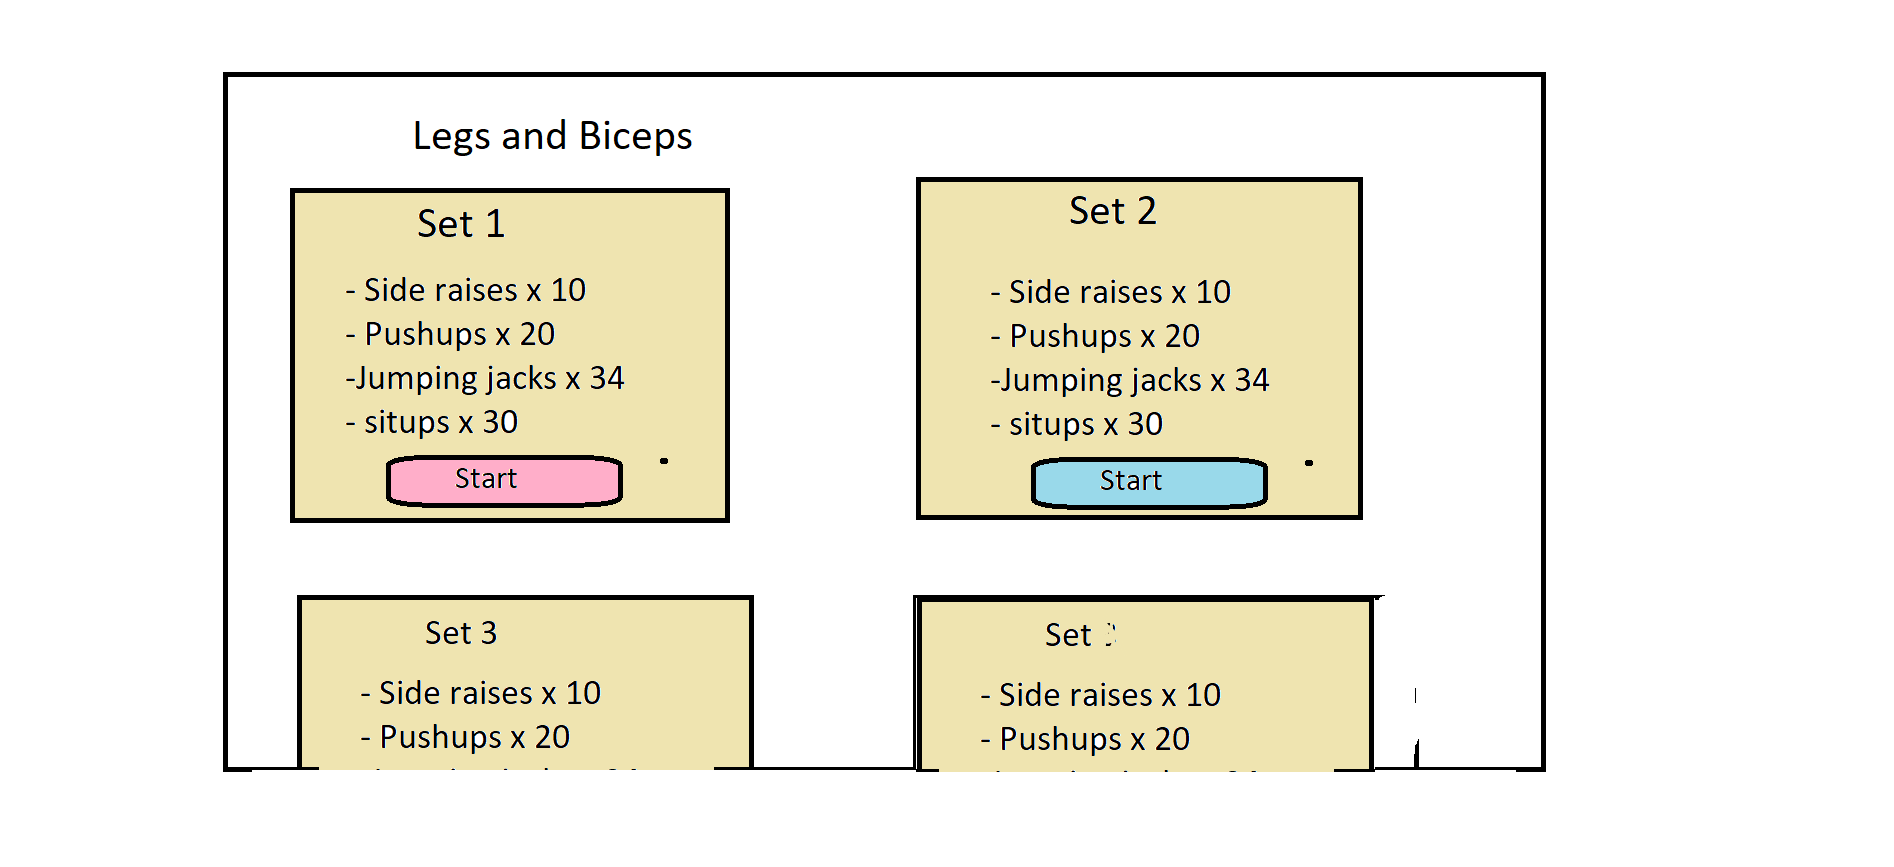 Legs and Biceps
Set 1
- Side raises x 10
- Pushups x 20
-Jumping jacks x 34
- situps x 30
Start
Set 2
- Side raises x 10
- Pushups x 20
-Jumping jacks x 34
- situps x 30
Start
Set 3
- Side raises x 10
- Pushups x 20
Set
- Side raises x 10
- Pushups x 20